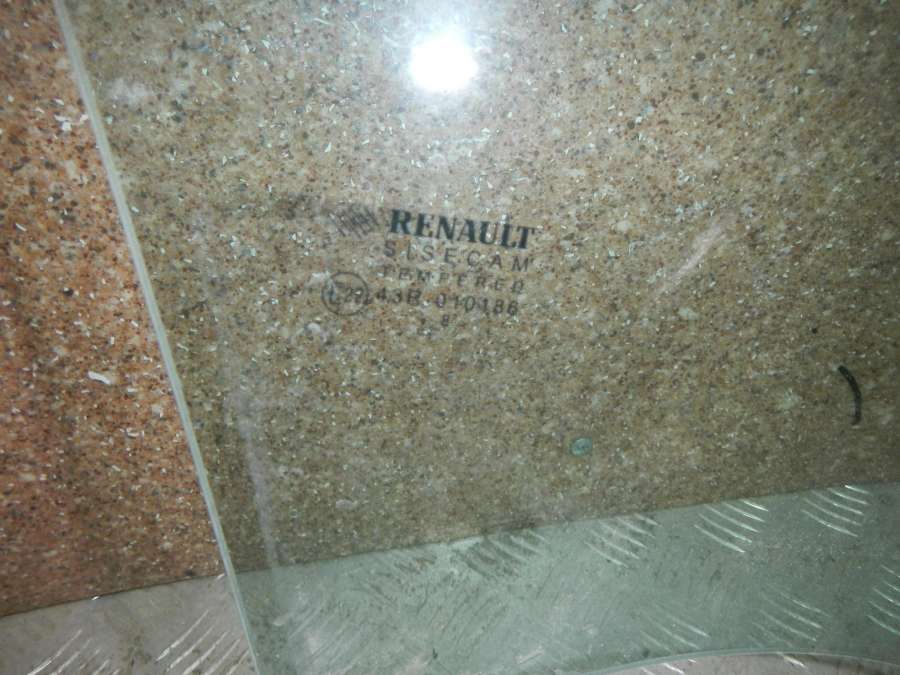 RENAULT
SISECAM
TEMPERED
43R-010186